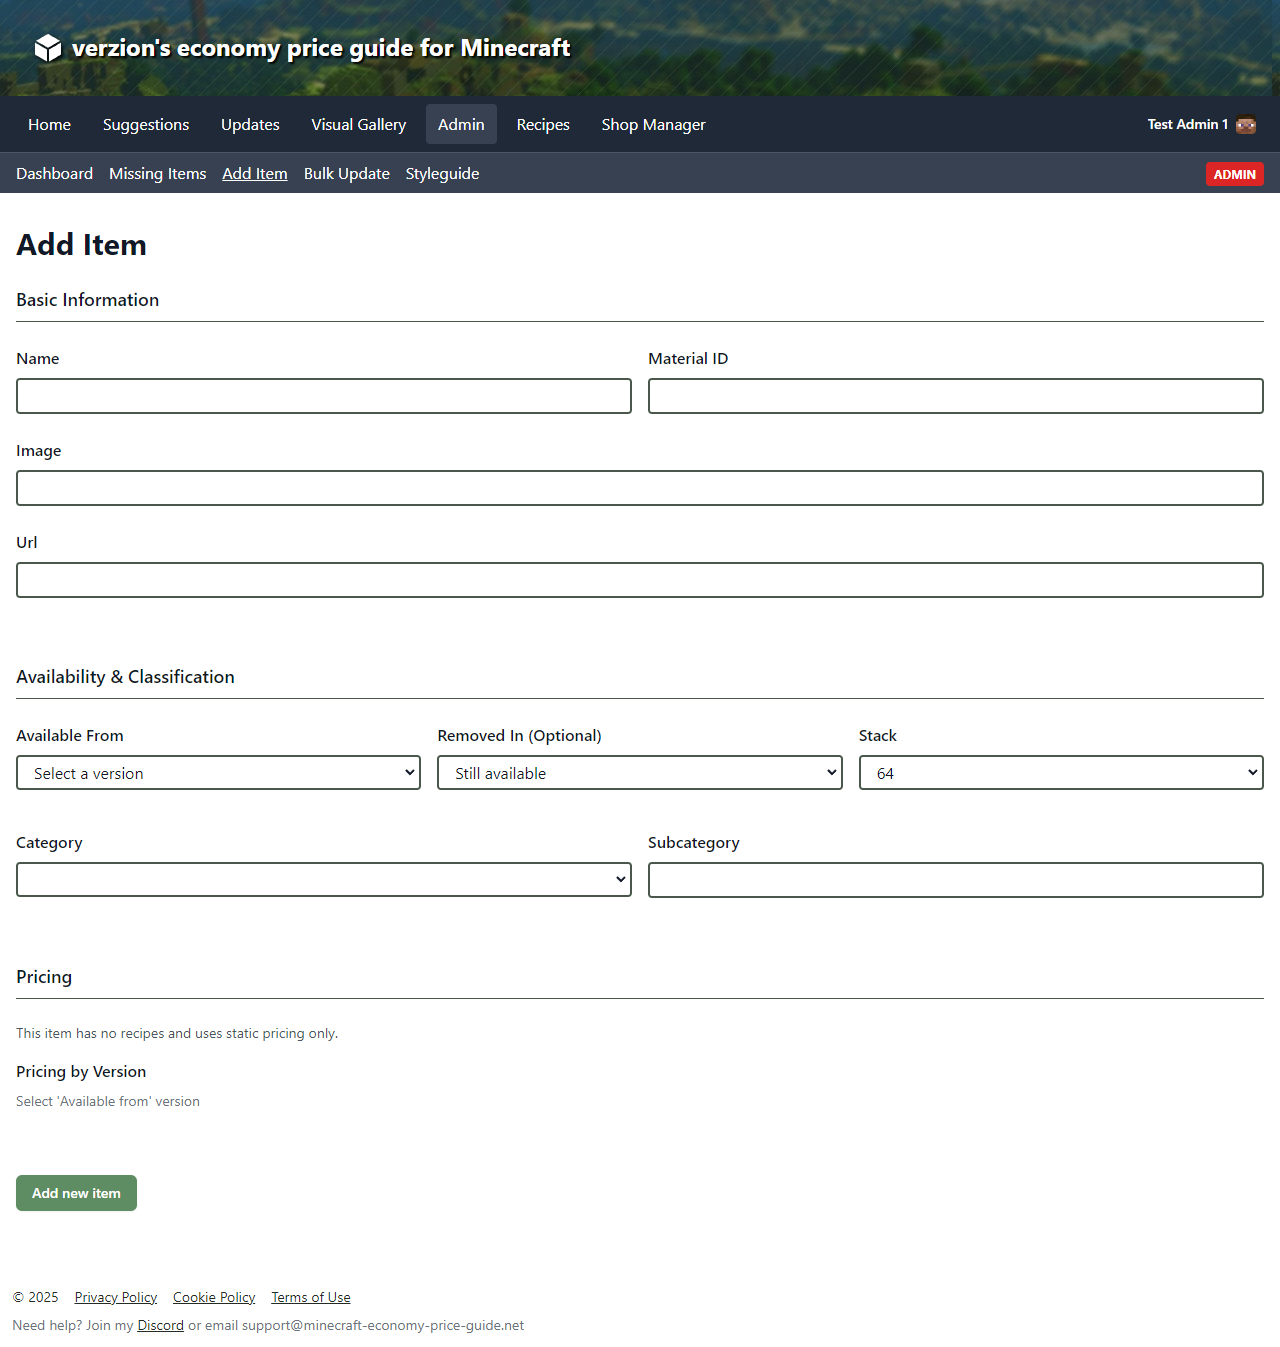 verzion's economy price guide for Minecraft
Home Suggestions Updates Visual Gallery Admin Recipes Shop Manager Test Admin 1
Dashboard Missing Items Add Item Bulk Update Styleguide ADMIN
Add Item
Basic Information
Name Material ID
Image
Url
Availability & Classification
Available From Removed In (Optional) Stack
Select a version Still available 64
Category Subcategory
Pricing
This item has no recipes and uses static pricing only.
Pricing by Version
Select 'Available from' version
Add new item
© 2025 Privacy Policy Cookie Policy Terms of Use
Need help? Join my Discord or email support@minecraft-economy-price-guide.net